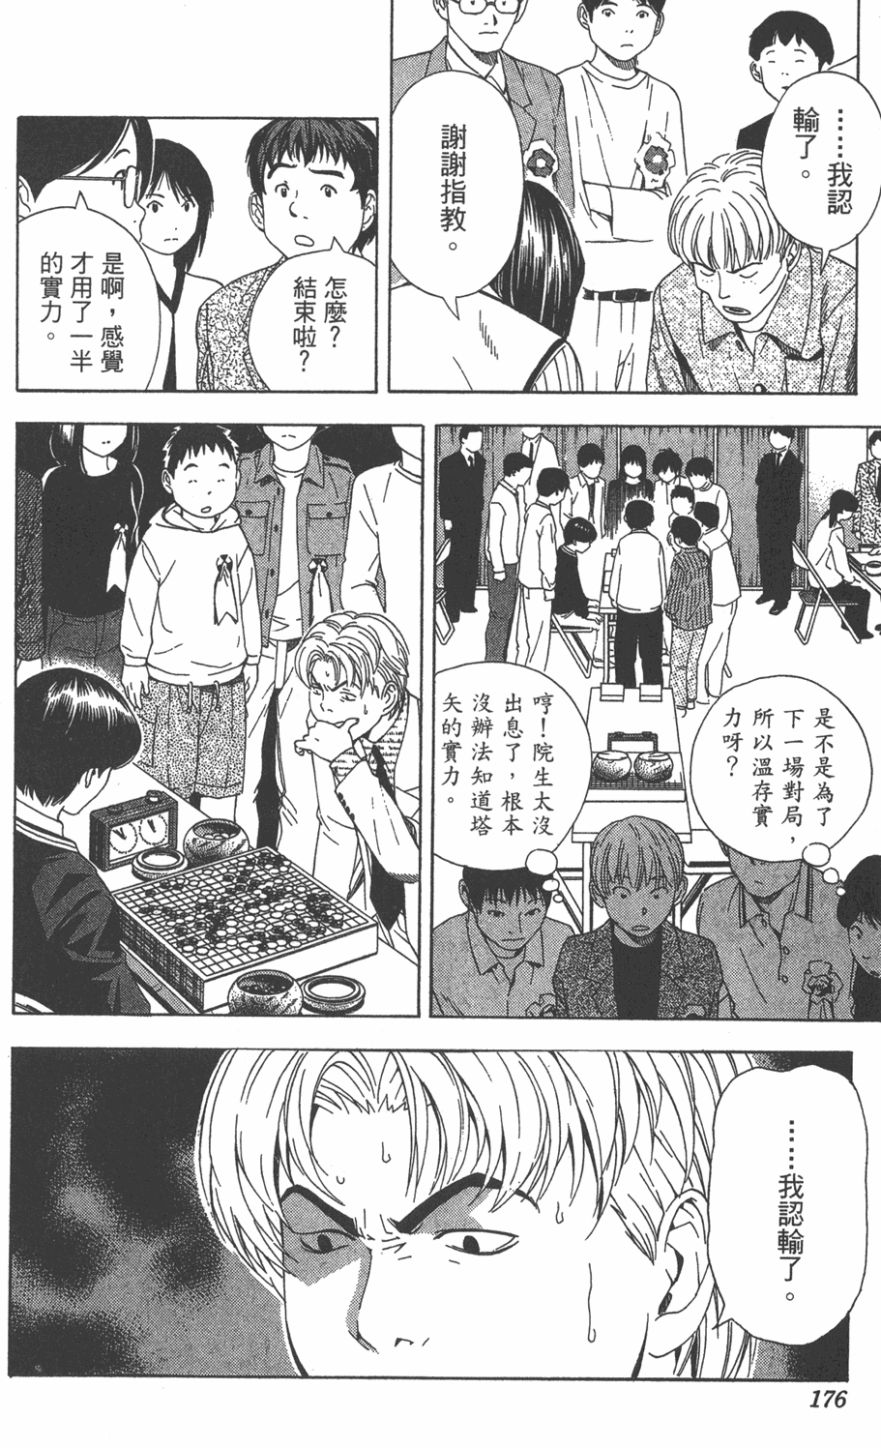 ……我認
輸了。
謝謝指教。
怎麼？
結束啦？
是啊，感覺
才用了一半
的實力。
是不是為了
下一場對局，
所以溫存實
力呀？
哼！院生太沒
出息了，根本
沒辦法知道塔
矢的實力。
……我認輸了。
176